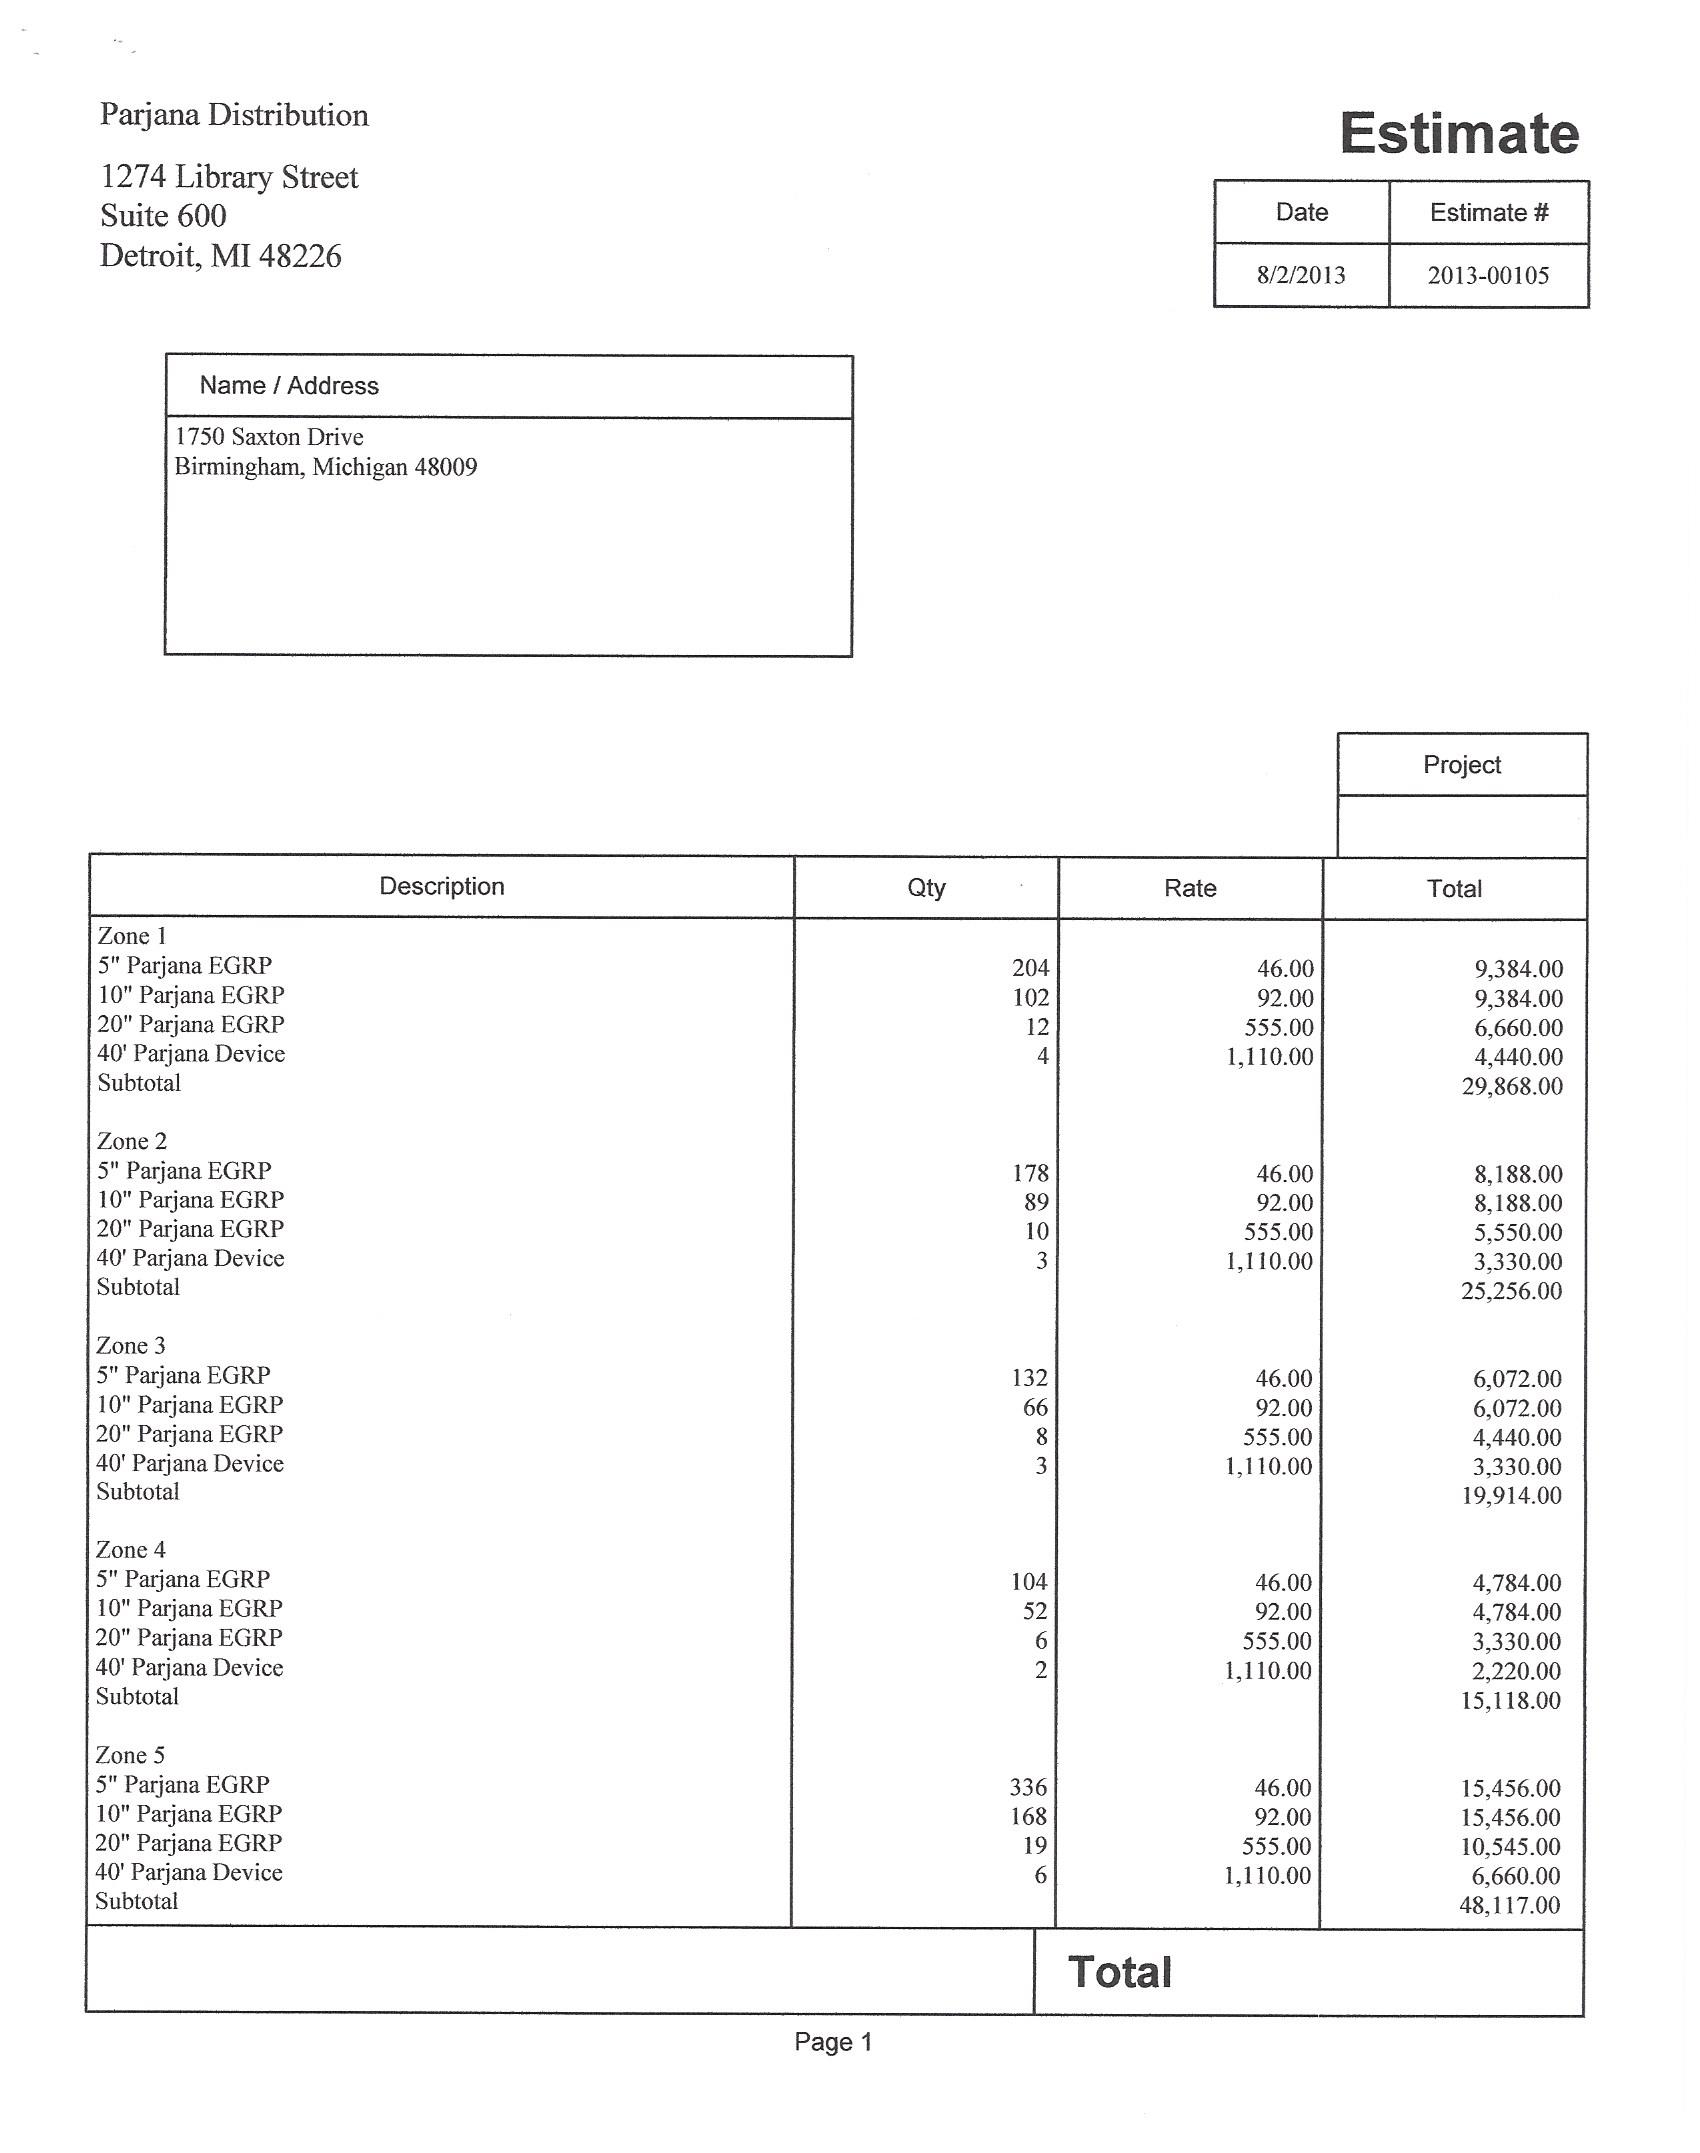 Parjana Distribution
1274 Library Street
Suite 600
Detroit, MI 48226
Estimate
Date Estimate #
8/2/2013 2013-00105
Name / Address
1750 Saxton Drive
Birmingham, Michigan 48009
Project
Description Qty Rate Total
Zone 1
5" Parjana EGRP 204 46.00 9,384.00
10" Parjana EGRP 102 92.00 9,384.00
20" Parjana EGRP 12 555.00 6,660.00
40' Parjana Device 4 1,110.00 4,440.00
Subtotal 29,868.00
Zone 2
5" Parjana EGRP 178 46.00 8,188.00
10" Parjana EGRP 89 92.00 8,188.00
20" Parjana EGRP 10 555.00 5,550.00
40' Parjana Device 3 1,110.00 3,330.00
Subtotal 25,256.00
Zone 3
5" Parjana EGRP 132 46.00 6,072.00
10" Parjana EGRP 66 92.00 6,072.00
20" Parjana EGRP 8 555.00 4,440.00
40' Parjana Device 3 1,110.00 3,330.00
Subtotal 19,914.00
Zone 4
5" Parjana EGRP 104 46.00 4,784.00
10" Parjana EGRP 52 92.00 4,784.00
20" Parjana EGRP 6 555.00 3,330.00
40' Parjana Device 2 1,110.00 2,220.00
Subtotal 15,118.00
Zone 5
5" Parjana EGRP 336 46.00 15,456.00
10" Parjana EGRP 168 92.00 15,456.00
20" Parjana EGRP 19 555.00 10,545.00
40' Parjana Device 6 1,110.00 6,660.00
Subtotal 48,117.00
Total
Page 1